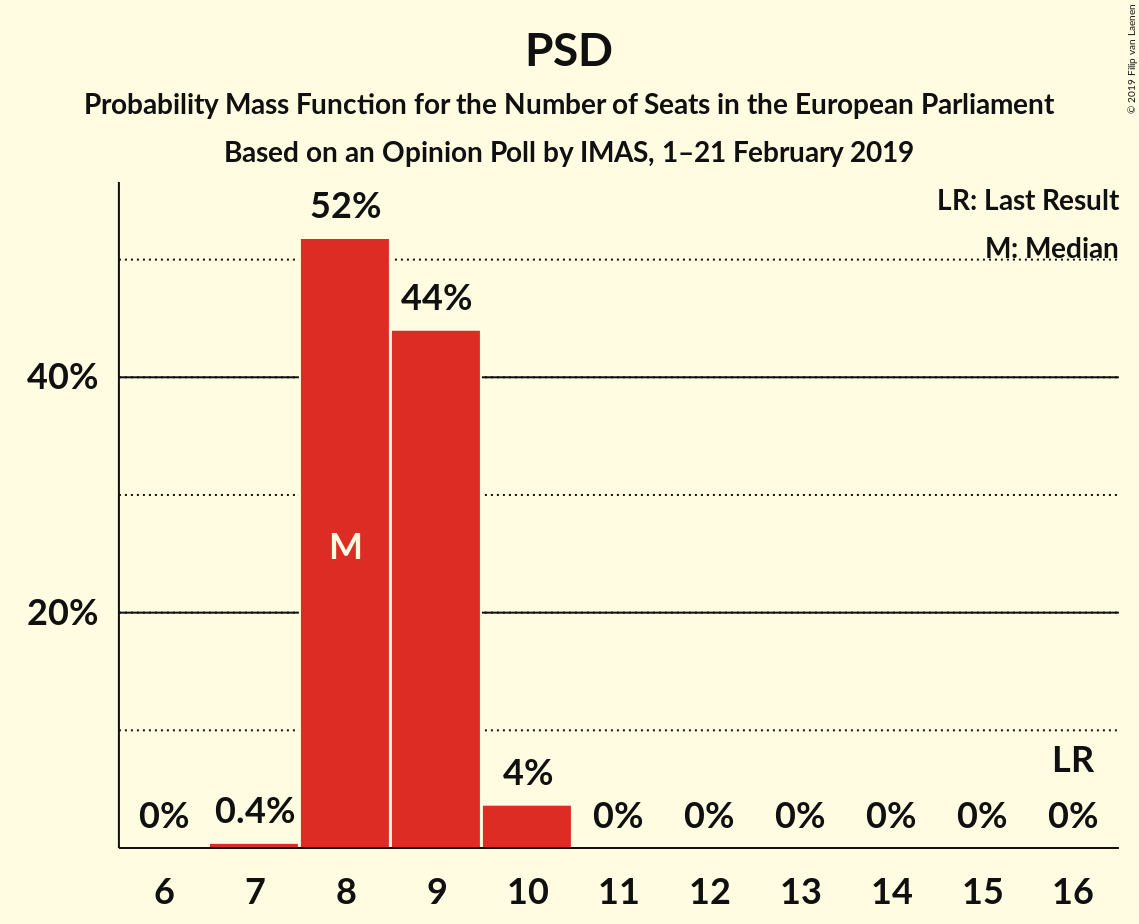 PSD
Probability Mass Function for the Number of Seats in the European Parliament
Based on an Opinion Poll by IMAS, 1–21 February 2019
© 2019 Filip van Laenen
LR: Last Result
M: Median
52%
44%
40%
M
20%
LR
4%
0% 0.4% 0% 0% 0% 0% 0% 0%
6 7 8 9 10 11 12 13 14 15 16